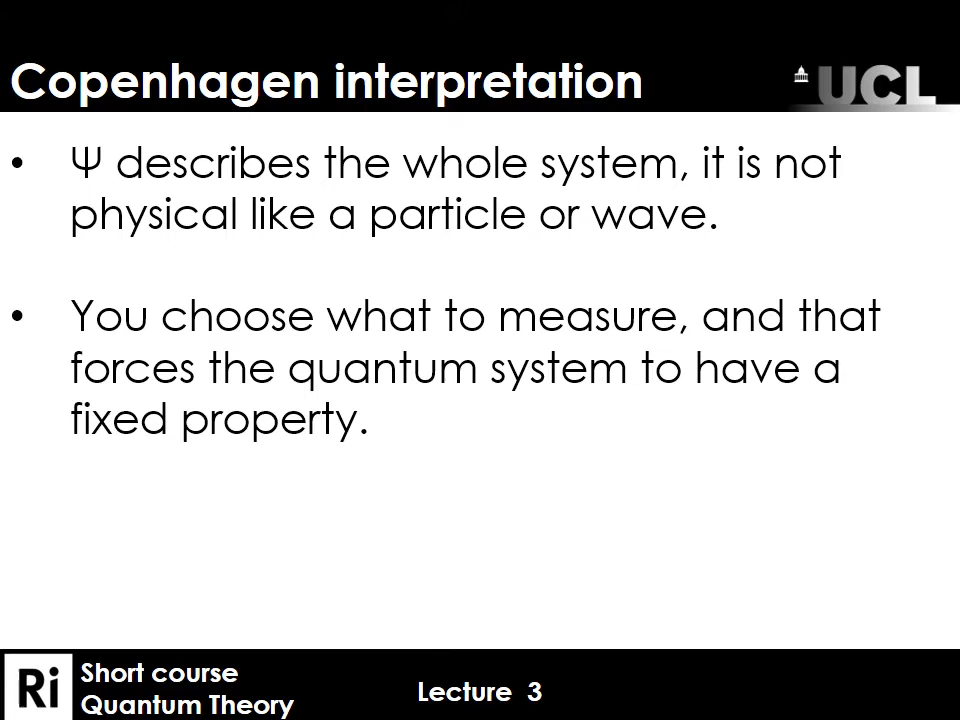 Copenhagen interpretation
UCL
• Ψ describes the whole system, it is not
physical like a particle or wave.
• You choose what to measure, and that
forces the quantum system to have a
fixed property.
Ri
Short course
Quantum Theory
Lecture 3